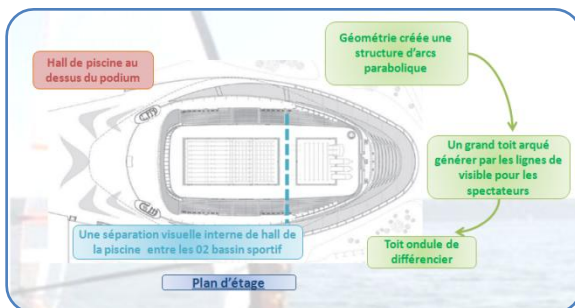 Hall de piscine au
dessus du podium
Géométrie créée une
structure d'arcs
parabolique
Un grand toit arqué
générer par les lignes de
visible pour les
spectateurs
Toit ondule de
différencier
Une séparation visuelle interne de hall de
la piscine entre les 02 bassin sportif
Plan d'étage